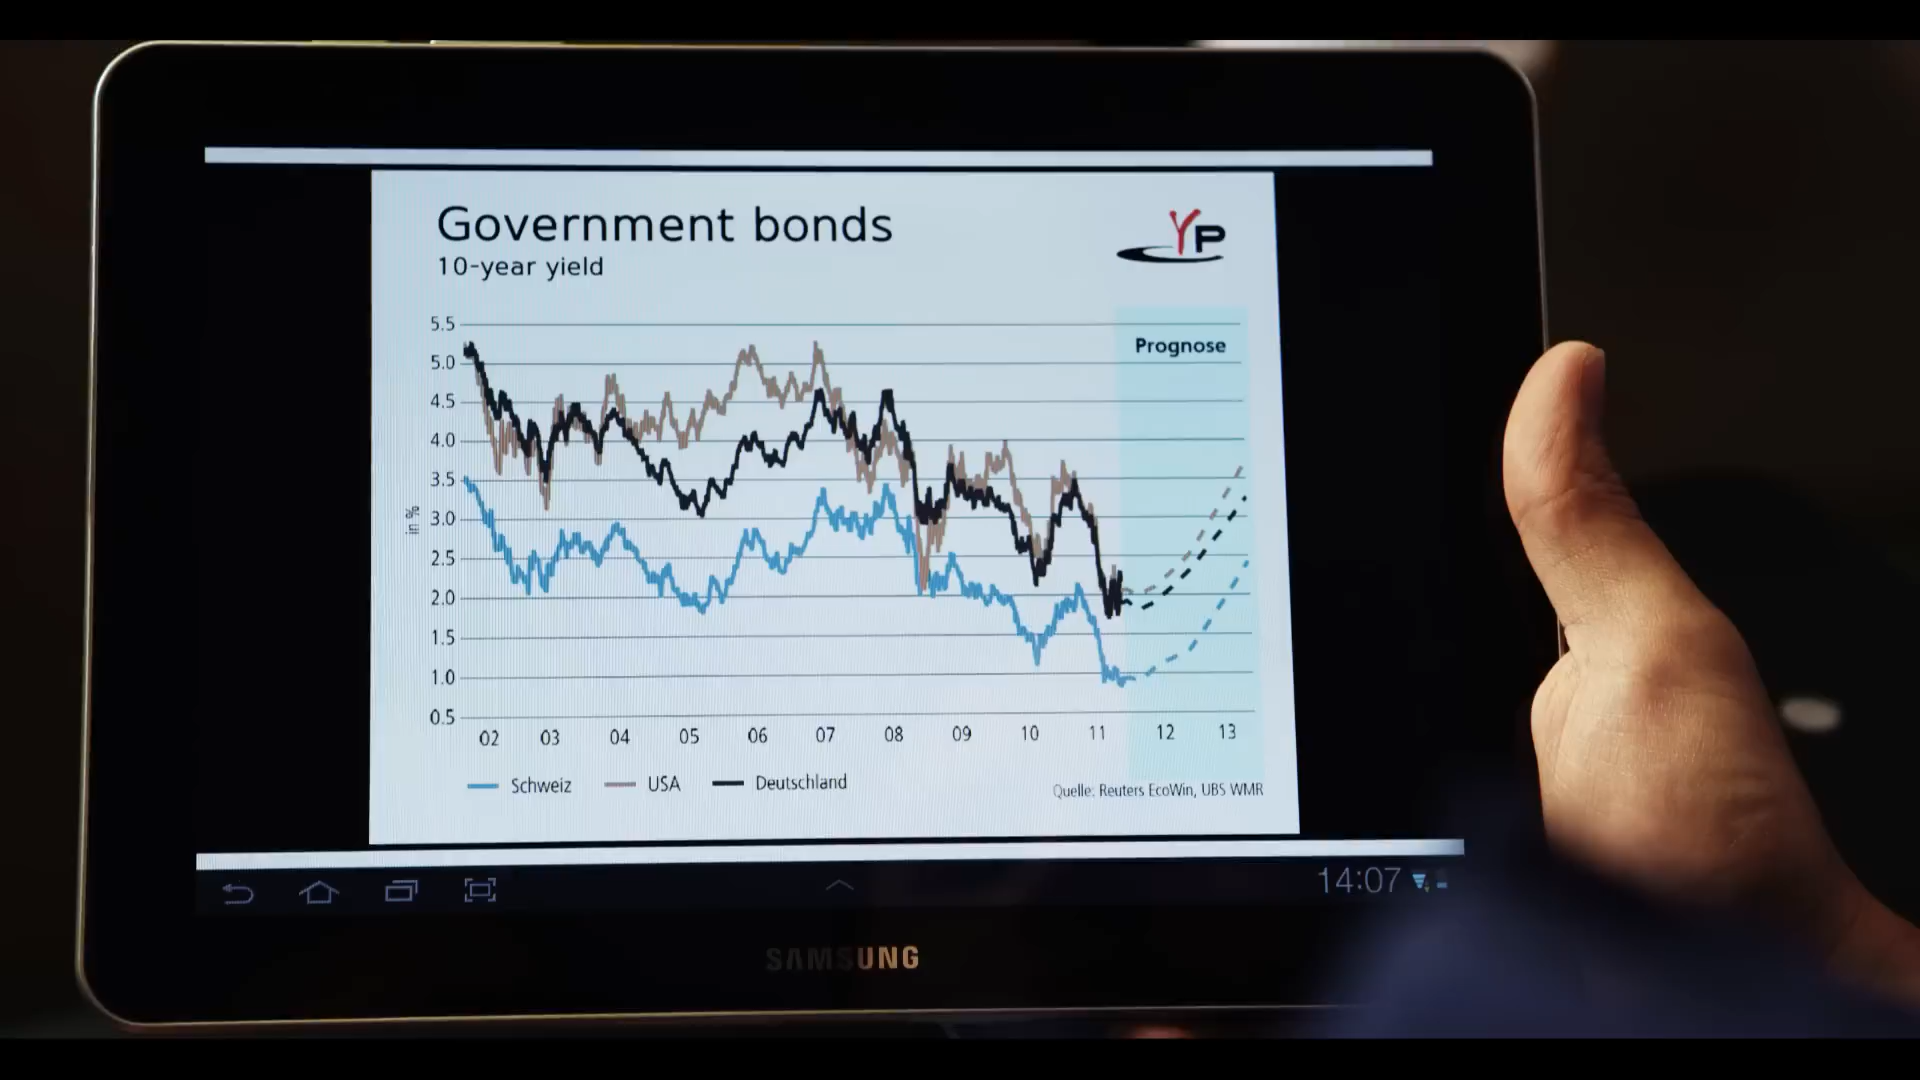 Government bonds
YP
10-year yield
5.5
Prognose
5.0
4.5
4.0
3.5
3.0
in %
2.5
2.0
1.5
1.0
0.5
02 03 04 05 06 07 08 09 10 11 12 13
Schweiz USA Deutschland
Quelle: Reuters EcoWin, UBS WMR
14:07
SAMSUNG